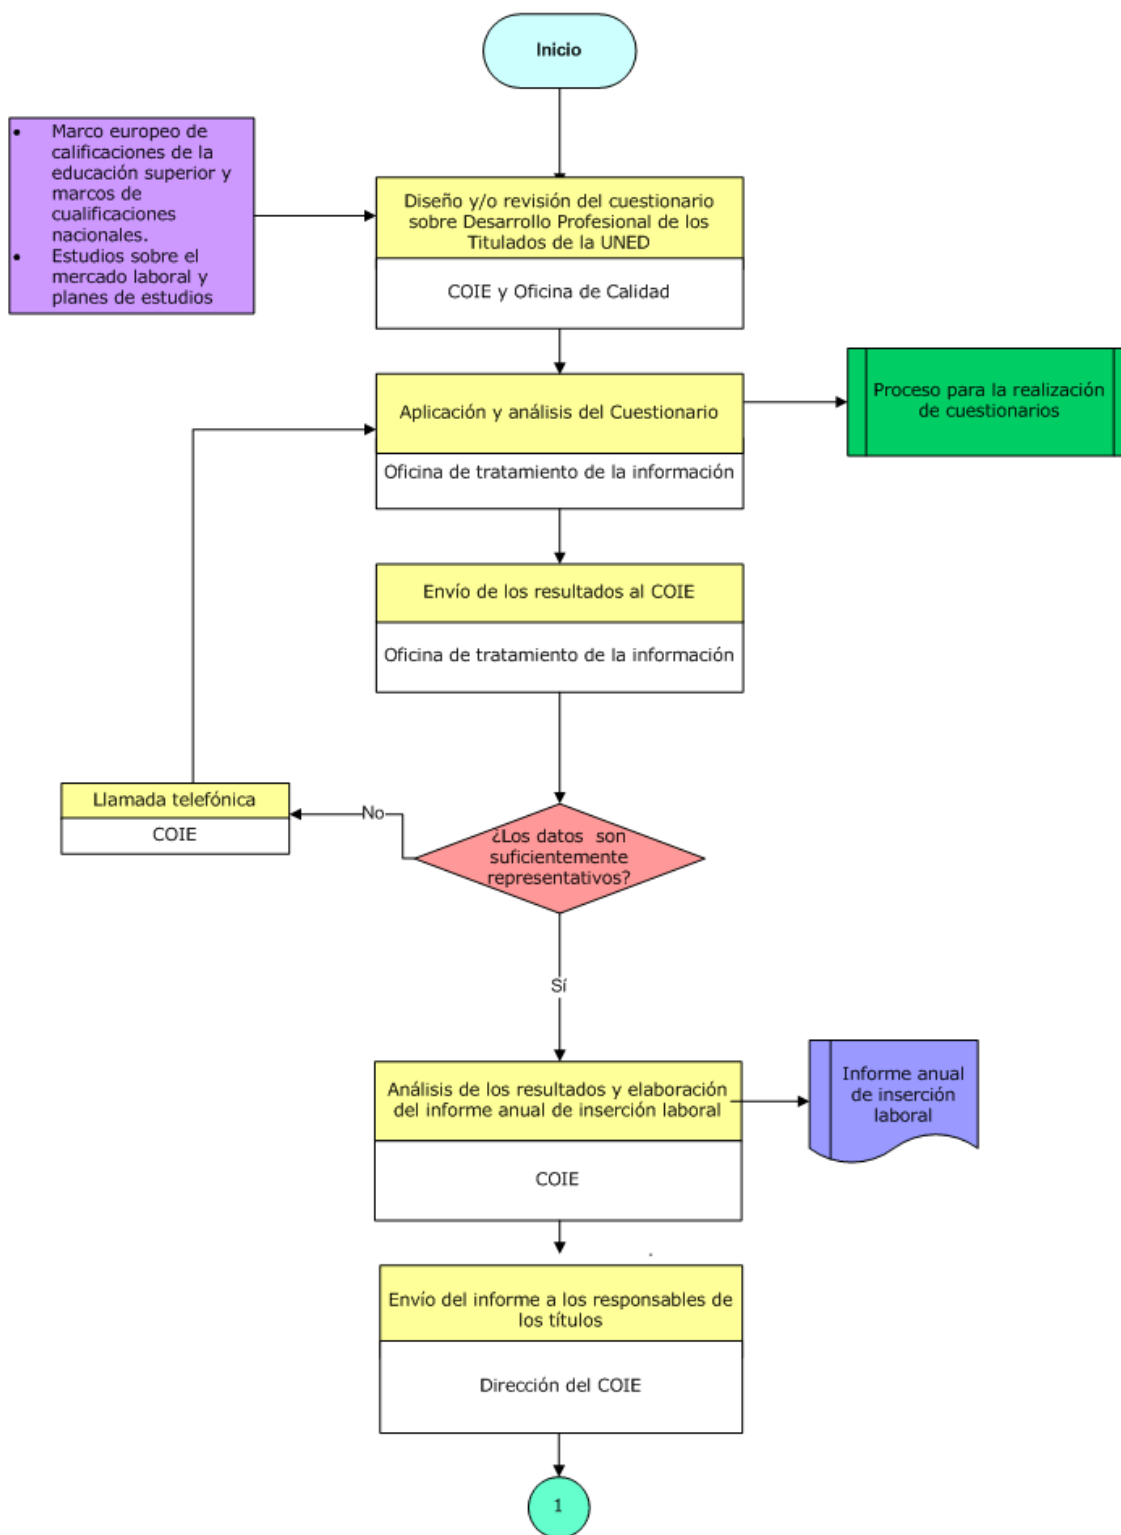 Inicio
• Marco europeo de
calificaciones de la
educación superior y
marcos de
cualificaciones
nacionales.
• Estudios sobre el
mercado laboral y
planes de estudios
Diseño y/o revisión del cuestionario
sobre Desarrollo Profesional de los
Titulados de la UNED
COIE y Oficina de Calidad
Aplicación y análisis del Cuestionario
Oficina de tratamiento de la información
Proceso para la realización
de cuestionarios
Envío de los resultados al COIE
Oficina de tratamiento de la información
Llamada telefónica
COIE
No
¿Los datos son
suficientemente
representativos?
Sí
Análisis de los resultados y elaboración
del informe anual de inserción laboral
COIE
Informe anual
de inserción
laboral
Envío del informe a los responsables de
los títulos
Dirección del COIE
1